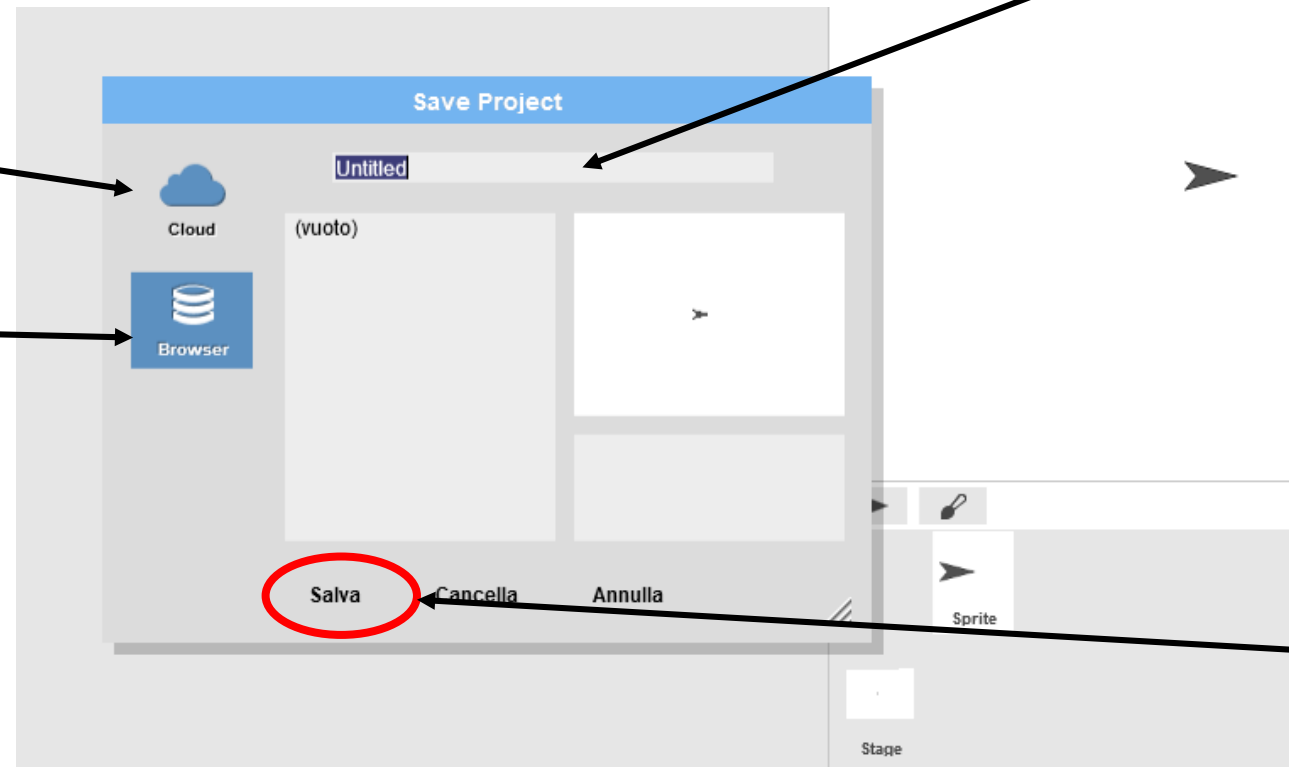 Save Project
Untitled
Cloud
(vuoto)
Browser
Salva
Cancella
Annulla
Sprite
Stage